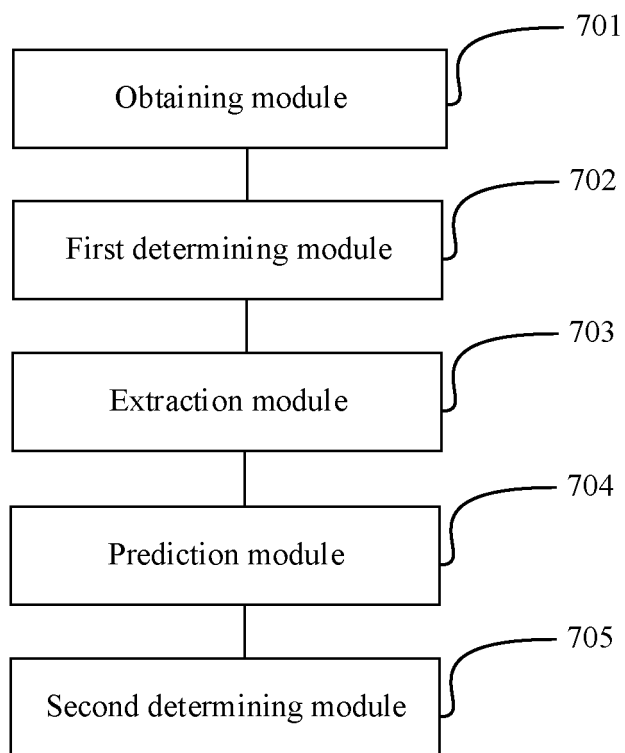 701
Obtaining module
702
First determining module
703
Extraction module
704
Prediction module
705
Second determining module